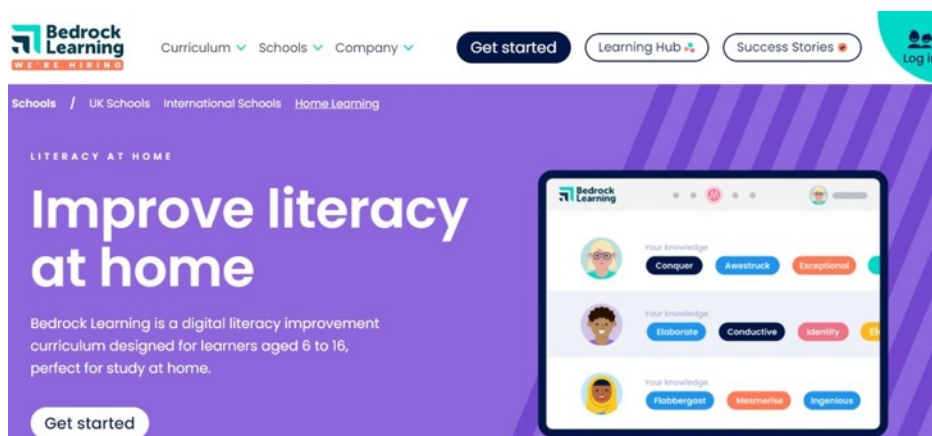 Bedrock
Learning
WE'RE HIRING
Curriculum Schools Company Get started Learning Hub Success Stories Log in
Schools / UK Schools International Schools Home Learning
LITERACY AT HOME
Improve literacy
at home
Bedrock Learning is a digital literacy improvement
curriculum designed for learners aged 6 to 16,
perfect for study at home.
Get started
Bedrock
Learning
Your knowledge
Conquer Awestruck Exceptional
Your knowledge
Elaborate Conductive Identity
Your knowledge
Flabbergast Mesmerise Ingenious